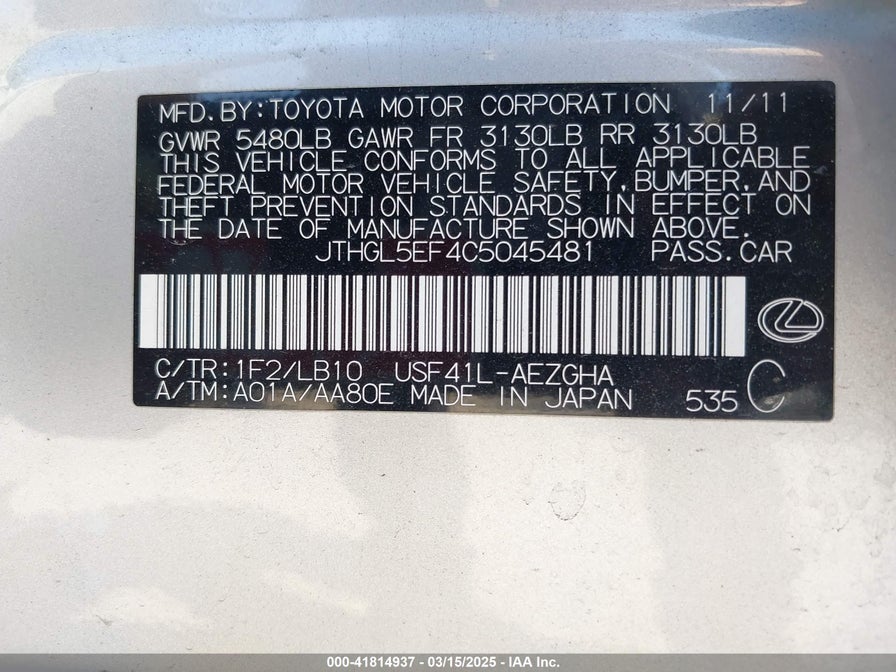 MFD.BY:TOYOTA MOTOR CORPORATION 11/11
GVWR 5480LB GAWR FR 3130LB RR 3130LB
THIS VEHICLE CONFORMS TO ALL APPLICABLE
FEDERAL MOTOR VEHICLE SAFETY,BUMPER,AND
THEFT PREVENTION STANDARDS IN EFFECT ON
THE DATE OF MANUFACTURE SHOWN ABOVE.
JTHGL5EF4C5045481 PASS.CAR
C/TR:1F2/LB10 USF41L-AEZGHA
A/TM:A01A/AA80E MADE IN JAPAN 535 C
000-41814937 - 03/15/2025 - IAA Inc.